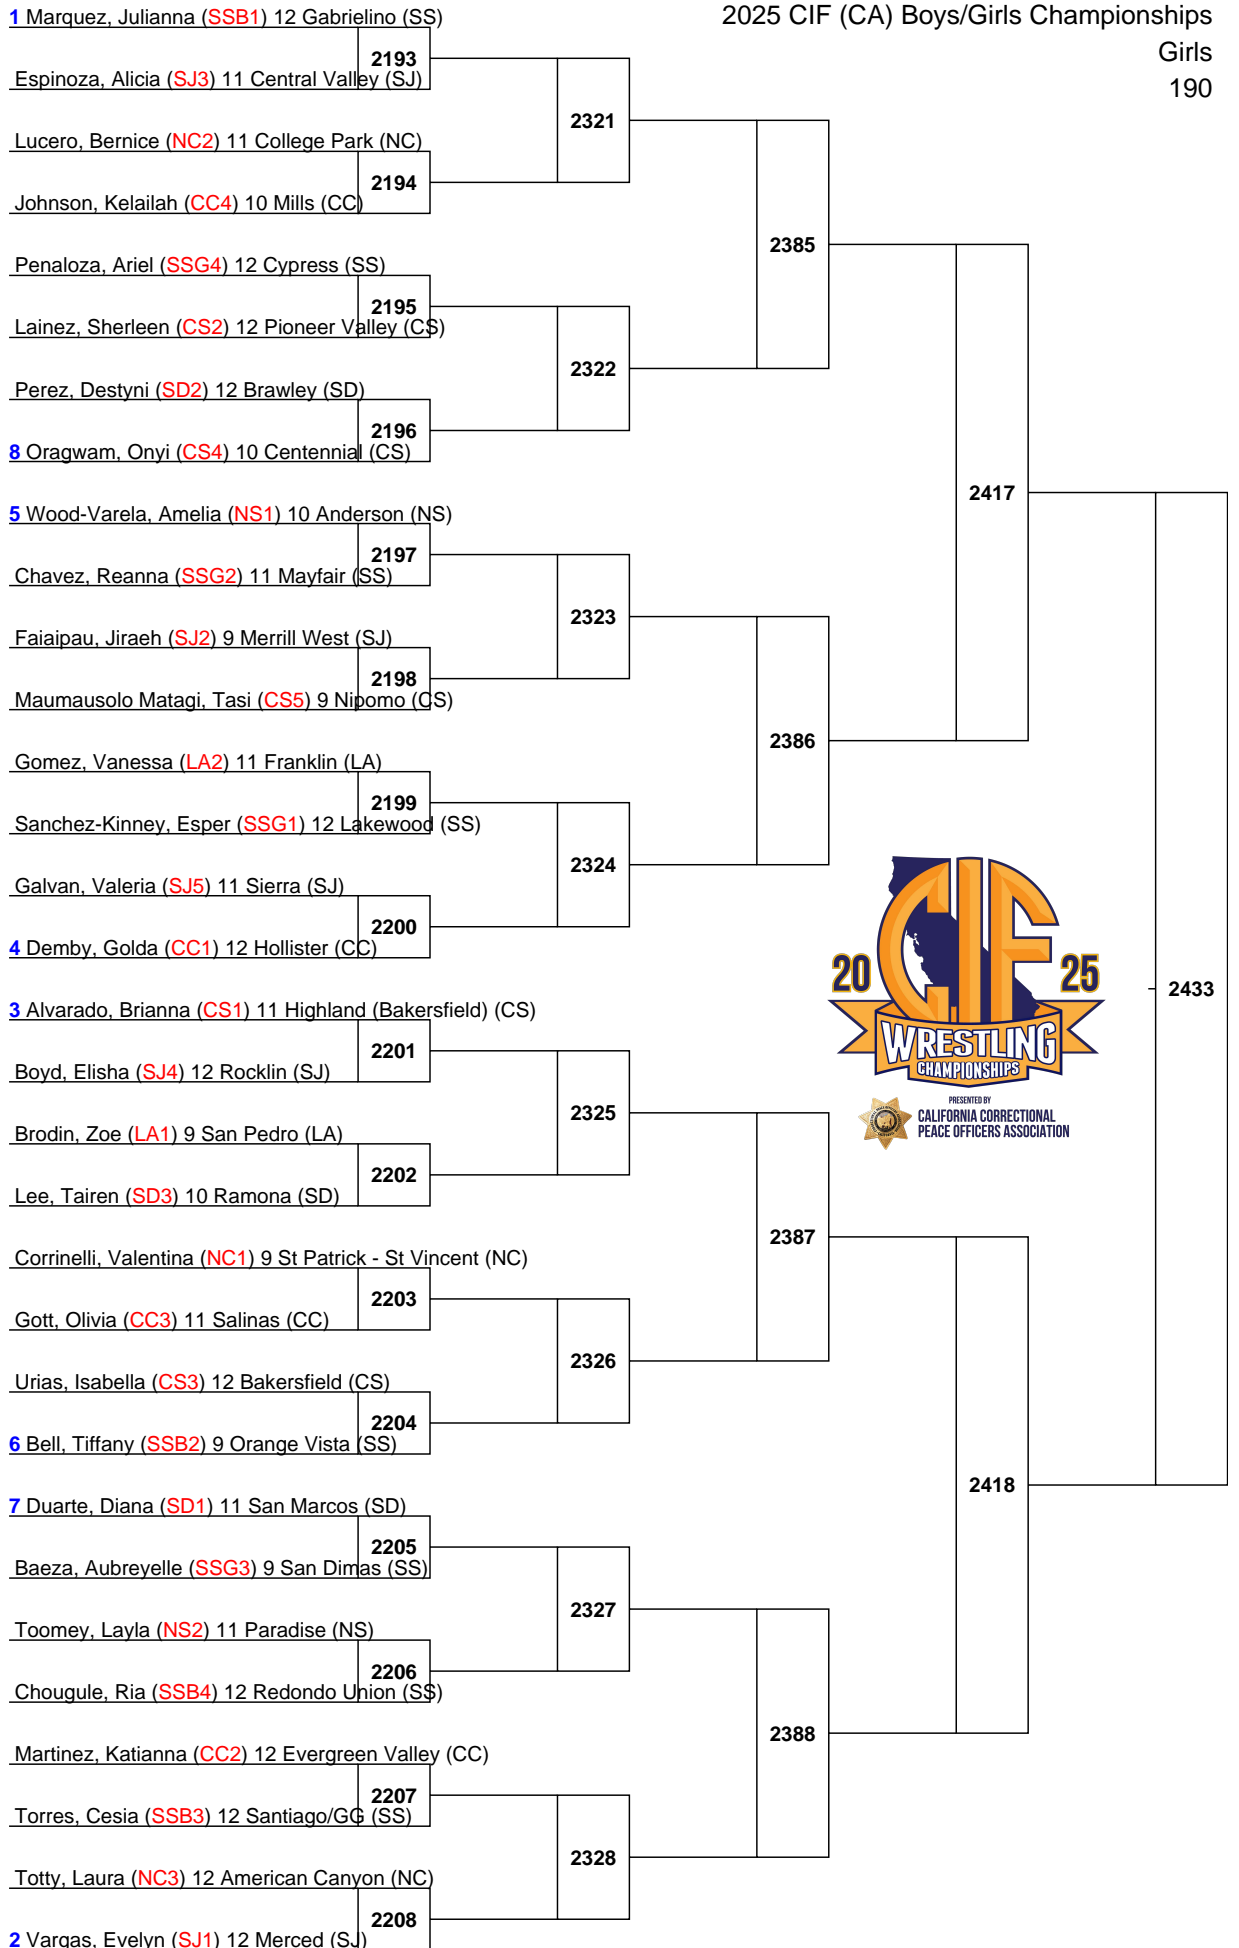 2025 CIF (CA) Boys/Girls Championships
Girls
190
1 Marquez, Julianna (SSB1) 12 Gabrielino (SS)
2193
Espinoza, Alicia (SJ3) 11 Central Valley (SJ)
2321
Lucero, Bernice (NC2) 11 College Park (NC)
2194
Johnson, Kelailah (CC4) 10 Mills (CC)
2385
Penaloza, Ariel (SSG4) 12 Cypress (SS)
2195
Lainez, Sherleen (CS2) 12 Pioneer Valley (CS)
2322
Perez, Destyni (SD2) 12 Brawley (SD)
2196
8 Oragwam, Onyi (CS4) 10 Centennial (CS)
2417
5 Wood-Varela, Amelia (NS1) 10 Anderson (NS)
2197
Chavez, Reanna (SSG2) 11 Mayfair (SS)
2323
Faiaipau, Jiraeh (SJ2) 9 Merrill West (SJ)
2198
Maumausolo Matagi, Tasi (CS5) 9 Nipomo (CS)
2386
Gomez, Vanessa (LA2) 11 Franklin (LA)
2199
Sanchez-Kinney, Esper (SSG1) 12 Lakewood (SS)
2324
Galvan, Valeria (SJ5) 11 Sierra (SJ)
2200
4 Demby, Golda (CC1) 12 Hollister (CC)
2433
20 CIF 25
WRESTLING
CHAMPIONSHIPS
PRESENTED BY
CALIFORNIA CORRECTIONAL
PEACE OFFICERS ASSOCIATION
3 Alvarado, Brianna (CS1) 11 Highland (Bakersfield) (CS)
2201
Boyd, Elisha (SJ4) 12 Rocklin (SJ)
2325
Brodin, Zoe (LA1) 9 San Pedro (LA)
2202
Lee, Tairen (SD3) 10 Ramona (SD)
2387
Corrinelli, Valentina (NC1) 9 St Patrick - St Vincent (NC)
2203
Gott, Olivia (CC3) 11 Salinas (CC)
2326
Urias, Isabella (CS3) 12 Bakersfield (CS)
2204
6 Bell, Tiffany (SSB2) 9 Orange Vista (SS)
2418
7 Duarte, Diana (SD1) 11 San Marcos (SD)
2205
Baeza, Aubreyelle (SSG3) 9 San Dimas (SS)
2327
Toomey, Layla (NS2) 11 Paradise (NS)
2206
Chougule, Ria (SSB4) 12 Redondo Union (SS)
2388
Martinez, Katianna (CC2) 12 Evergreen Valley (CC)
2207
Torres, Cesia (SSB3) 12 Santiago/GG (SS)
2328
Totty, Laura (NC3) 12 American Canyon (NC)
2208
2 Vargas, Evelyn (SJ1) 12 Merced (SJ)